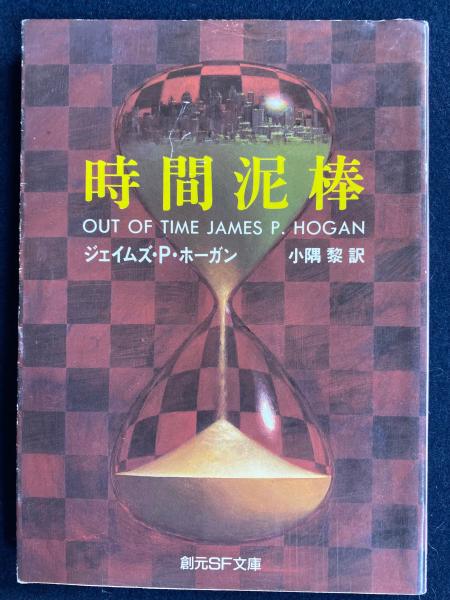 時間泥棒
OUT OF TIME JAMES P. HOGAN
ジェイムズ・P・ホーガン 小隅 黎 訳
創元SF文庫